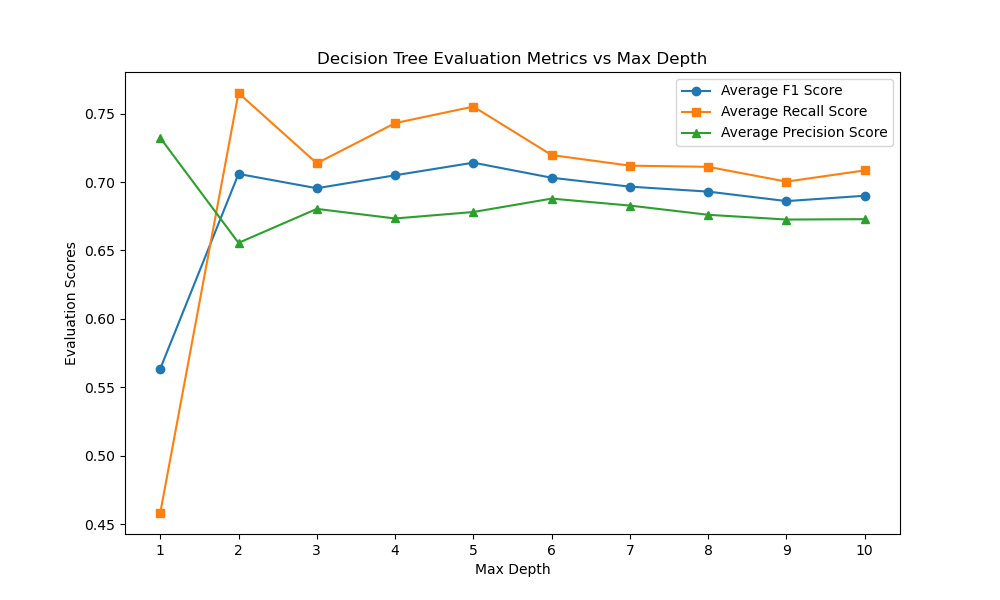 Decision Tree Evaluation Metrics vs Max Depth
Average F1 Score
Average Recall Score
Average Precision Score
Evaluation Scores
0.75
0.70
0.65
0.60
0.55
0.50
0.45
1 2 3 4 5 6 7 8 9 10
Max Depth